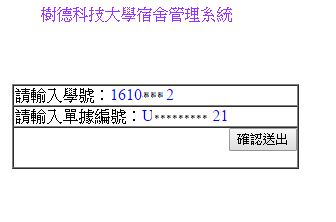 樹德科技大學宿舍管理系統
請輸入學號：1610***2
請輸入單據編號：U********* 21
確認送出